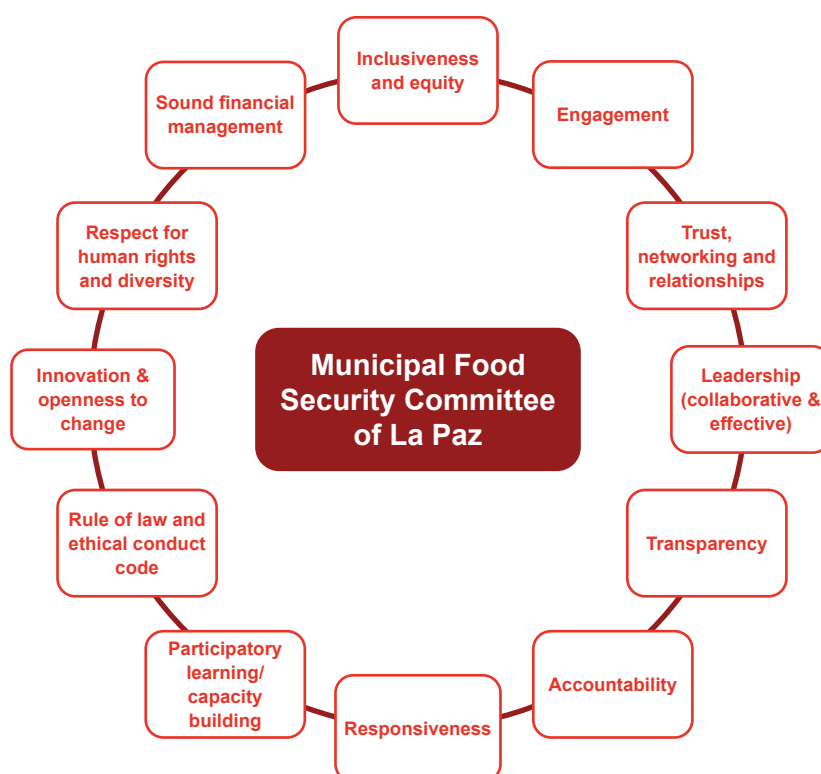 Inclusiveness
and equity
Engagement
Trust,
networking and
relationships
Leadership
(collaborative &
effective)
Transparency
Accountability
Responsiveness
Participatory
learning/
capacity
building
Rule of law and
ethical conduct
code
Innovation &
openness to
change
Respect for
human rights
and diversity
Sound financial
management
Municipal Food
Security Committee
of La Paz